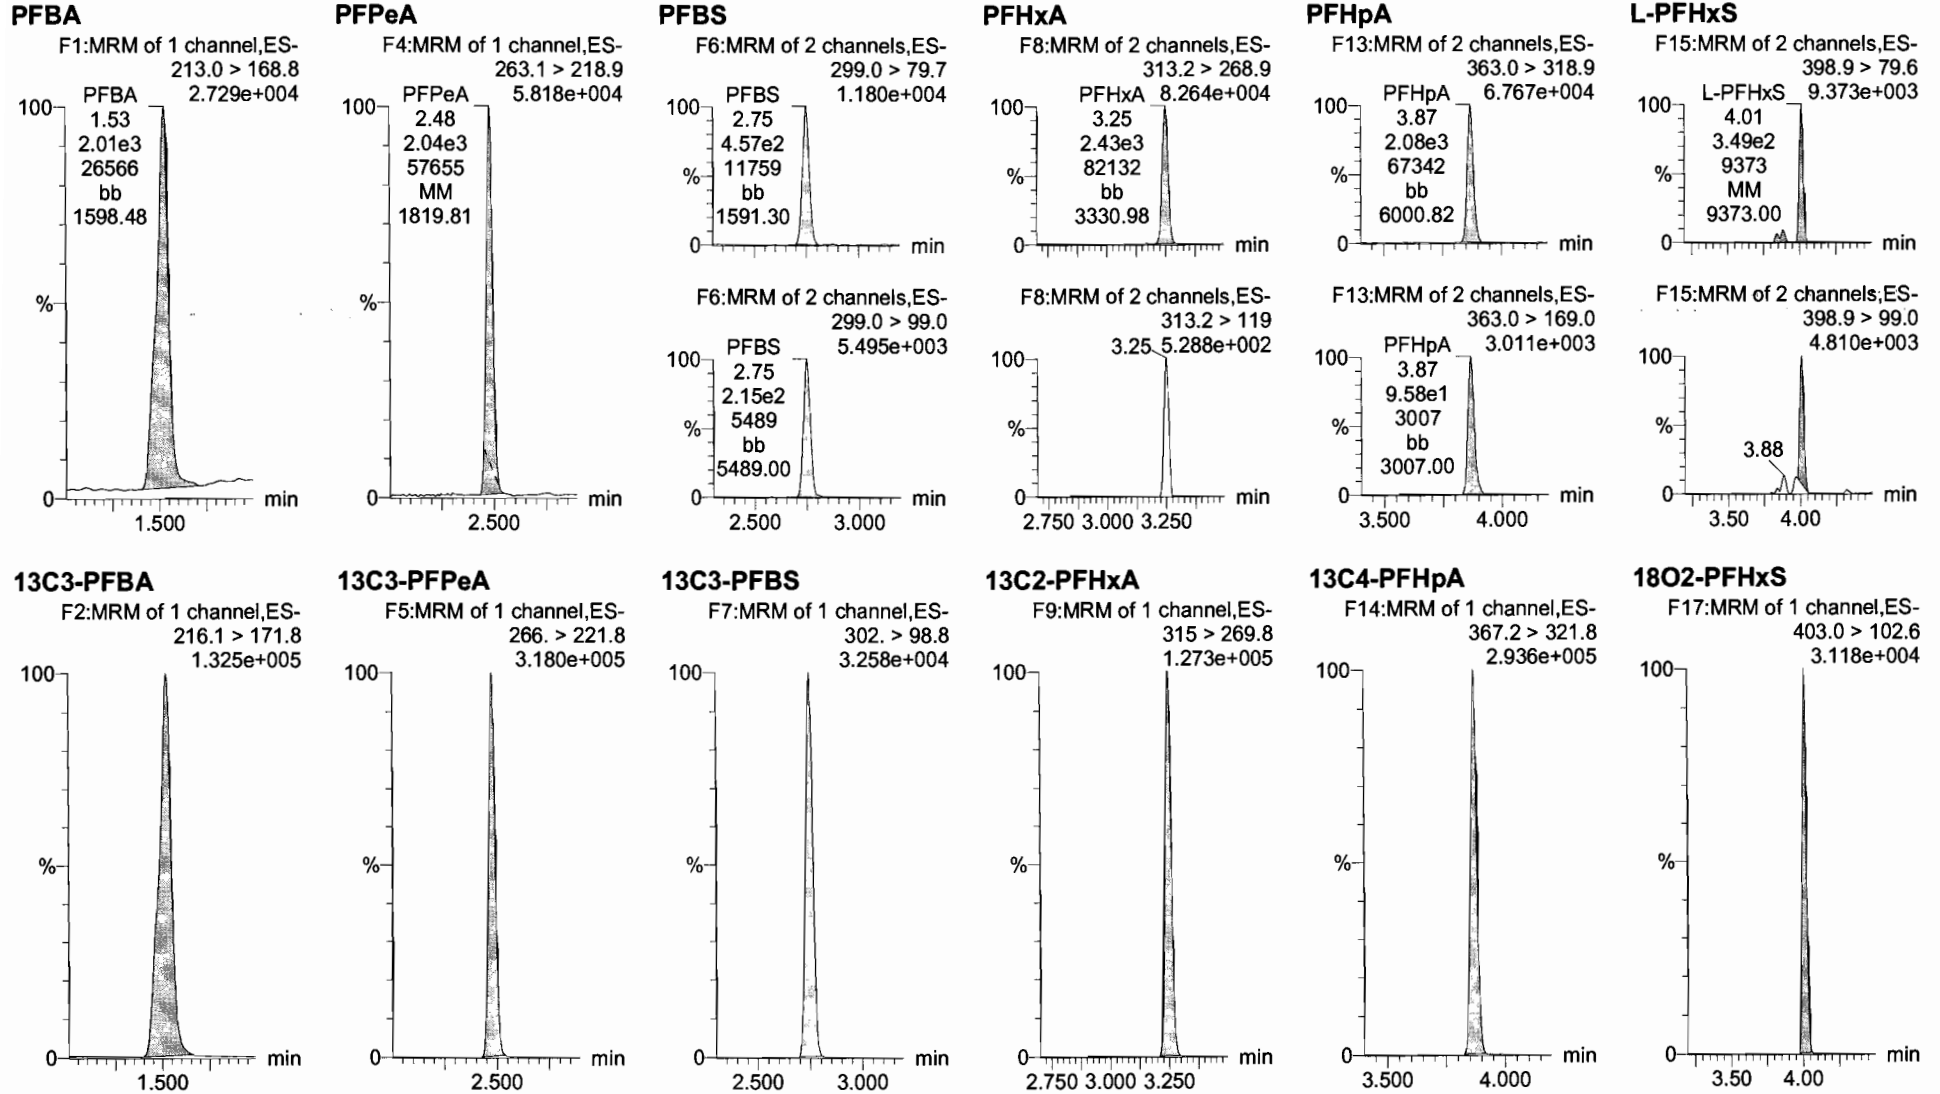 PFBA
F1:MRM of 1 channel,ES-
213.0 > 168.8
2.729e+004
PFBA
1.53
2.01e3
26566
bb
1598.48
100
%
0
min
1.500
PFPeA
F4:MRM of 1 channel,ES-
263.1 > 218.9
5.818e+004
PFPeA
2.48
2.04e3
57655
MM
1819.81
100
%
0
min
2.500
PFBS
F6:MRM of 2 channels,ES-
299.0 > 79.7
1.180e+004
PFBS
2.75
4.57e2
11759
bb
1591.30
100
%
0
min
F6:MRM of 2 channels,ES-
299.0 > 99.0
5.495e+003
PFBS
2.75
2.15e2
5489
bb
5489.00
100
%
0
min
2.500 3.000
PFHxA
F8:MRM of 2 channels,ES-
313.2 > 268.9
8.264e+004
PFHxA
3.25
2.43e3
82132
bb
3330.98
100
%
0
min
F8:MRM of 2 channels,ES-
313.2 > 119
5.288e+002
3.25
100
%
0
min
2.750 3.000 3.250
PFHpA
F13:MRM of 2 channels,ES-
363.0 > 318.9
6.767e+004
PFHpA
3.87
2.08e3
67342
bb
6000.82
100
%
0
min
F13:MRM of 2 channels,ES-
363.0 > 169.0
3.011e+003
PFHpA
3.87
9.58e1
3007
bb
3007.00
100
%
0
min
3.500 4.000
L-PFHxS
F15:MRM of 2 channels,ES-
398.9 > 79.6
9.373e+003
L-PFHxS
4.01
3.49e2
9373
MM
9373.00
100
%
0
min
F15:MRM of 2 channels,ES-
398.9 > 99.0
4.810e+003
3.88
100
%
0
min
3.50 4.00
13C3-PFBA
F2:MRM of 1 channel,ES-
216.1 > 171.8
1.325e+005
100
%
0
min
1.500
13C3-PFPeA
F5:MRM of 1 channel,ES-
266. > 221.8
3.180e+005
100
%
0
min
2.500
13C3-PFBS
F7:MRM of 1 channel,ES-
302. > 98.8
3.258e+004
100
%
0
min
2.500 3.000
13C2-PFHxA
F9:MRM of 1 channel,ES-
315 > 269.8
1.273e+005
100
%
0
min
2.750 3.000 3.250
13C4-PFHpA
F14:MRM of 1 channel,ES-
367.2 > 321.8
2.936e+005
100
%
0
min
3.500 4.000
18O2-PFHxS
F17:MRM of 1 channel,ES-
403.0 > 102.6
3.118e+004
100
%
0
min
3.50 4.00